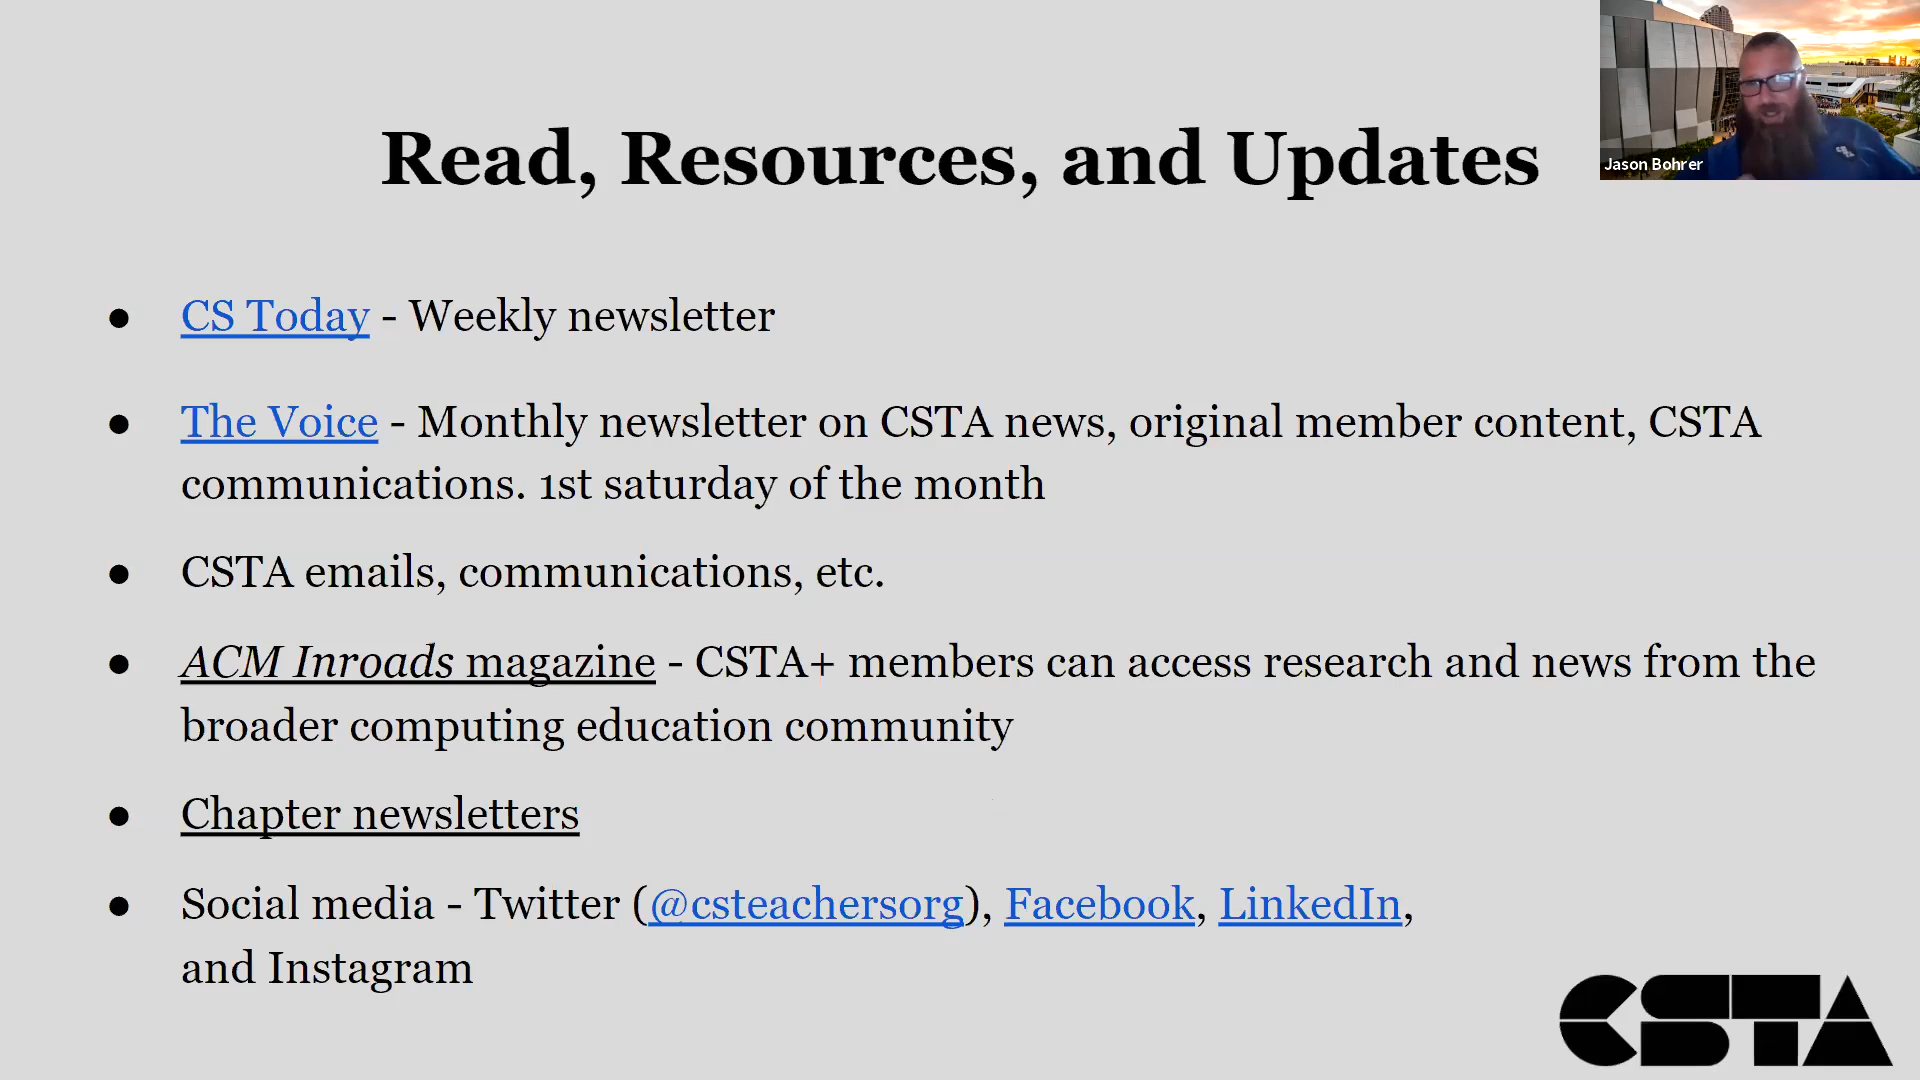 Read, Resources, and Updates
Jason Bohrer
● CS Today - Weekly newsletter
● The Voice - Monthly newsletter on CSTA news, original member content, CSTA
communications. 1st saturday of the month
● CSTA emails, communications, etc.
● ACM Inroads magazine - CSTA+ members can access research and news from the
broader computing education community
● Chapter newsletters
● Social media - Twitter (@csteachersorg), Facebook, LinkedIn,
and Instagram
CSTA